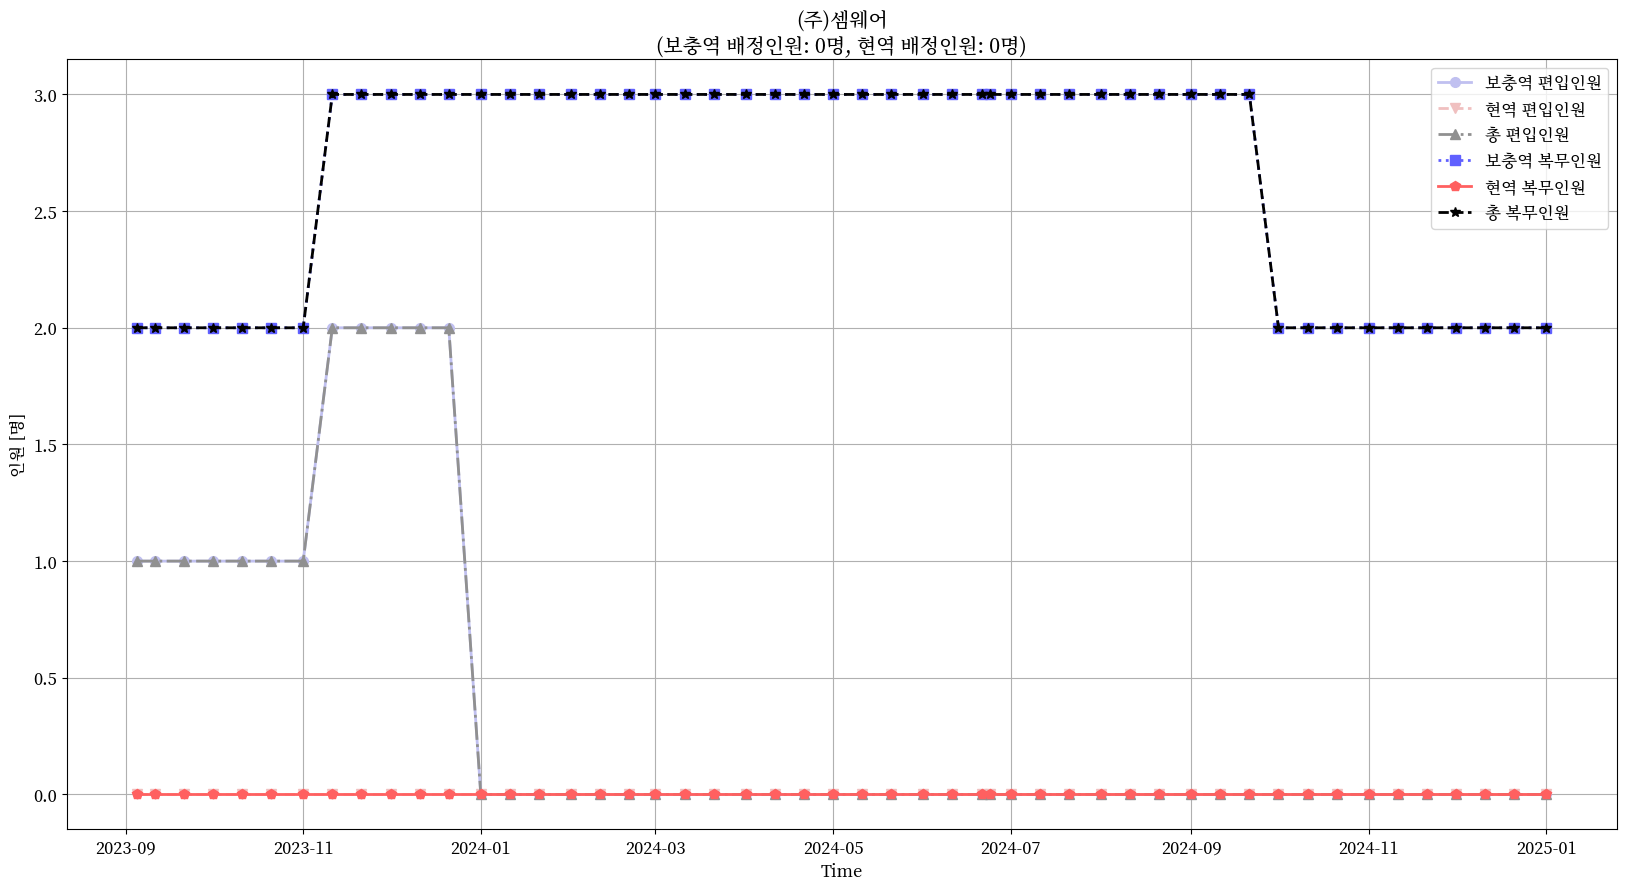 (주)셈웨어
(보충역 배정인원: 0명, 현역 배정인원: 0명)
보충역 편입인원
현역 편입인원
총 편입인원
보충역 복무인원
현역 복무인원
총 복무인원
인원 [명]
3.0
2.5
2.0
1.5
1.0
0.5
0.0
2023-09 2023-11 2024-01 2024-03 2024-05 2024-07 2024-09 2024-11 2025-01
Time